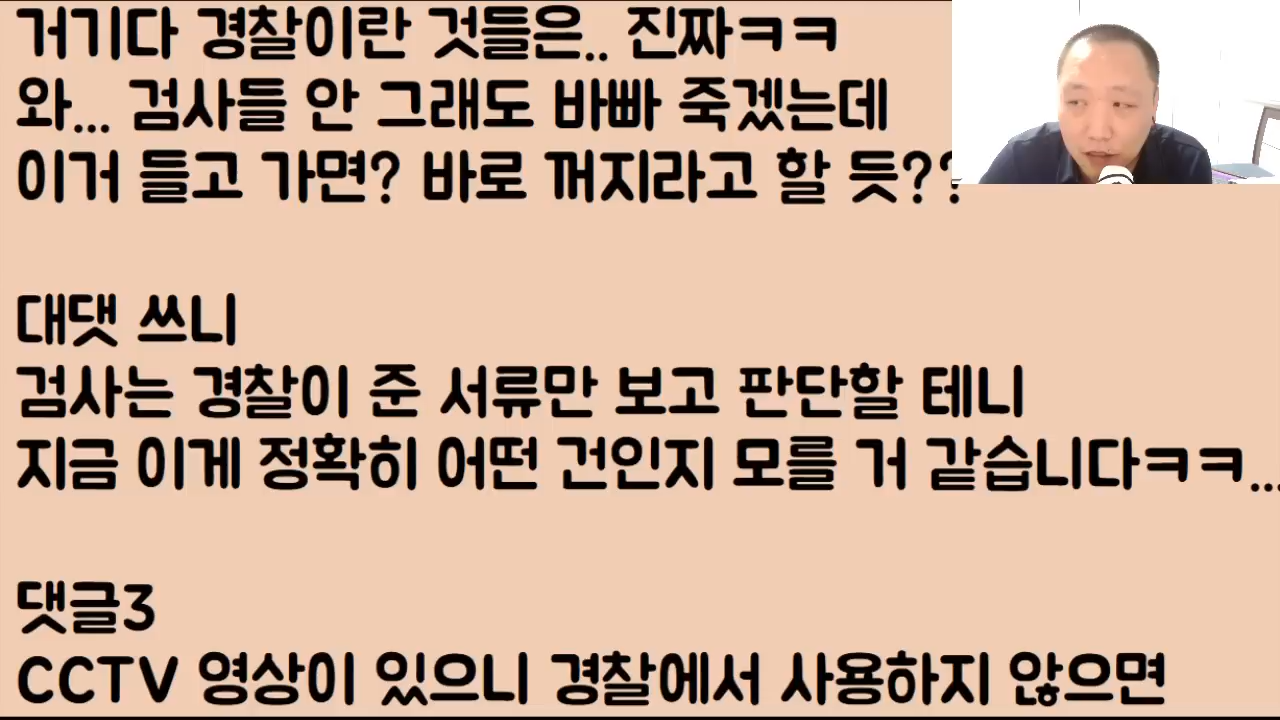 거기다 경찰이란 것들은.. 진짜ㅋㅋ
와... 검사들 안 그래도 바빠 죽겠는데
이거 들고 가면? 바로 꺼지라고 할 듯??
대댓 쓰니
검사는 경찰이 준 서류만 보고 판단할 테니
지금 이게 정확히 어떤 건인지 모를 거 같습니다ㅋㅋ...
댓글3
CCTV 영상이 있으니 경찰에서 사용하지 않으면